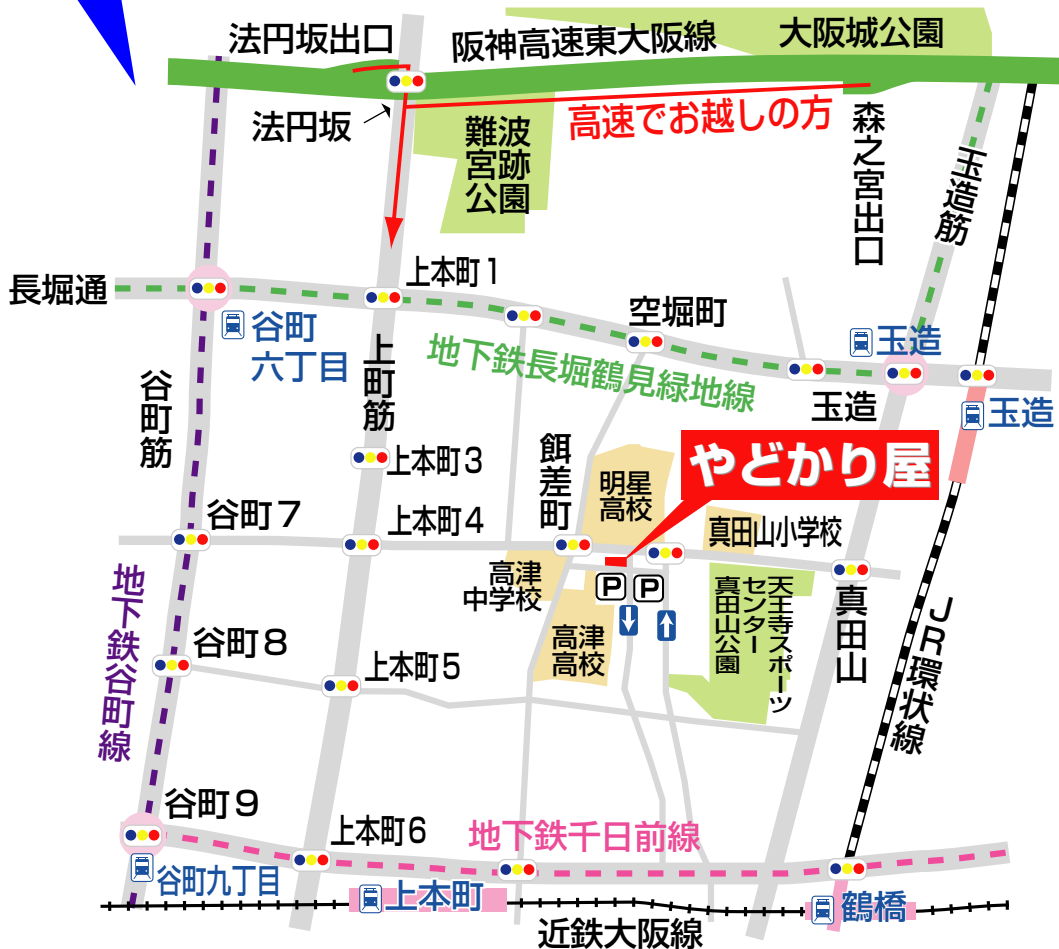 法円坂出口
阪神高速東大阪線
大阪城公園
法円坂
難波
宮跡
公園
高速でお越しの方
森之宮出口
玉造筋
長堀通
上本町1
谷町
六丁目
空堀町
玉造
上町筋
地下鉄長堀鶴見緑地線
玉造
玉造
谷町筋
上本町3
餌差町
やどかり屋
明星
高校
谷町7
上本町4
真田山小学校
高津
中学校
P
P
天王寺スポーツ
センター
真田山公園
真田山
地下鉄谷町線
JR環状線
高津
高校
谷町8
上本町5
谷町9
上本町6
地下鉄千日前線
谷町九丁目
上本町
鶴橋
近鉄大阪線